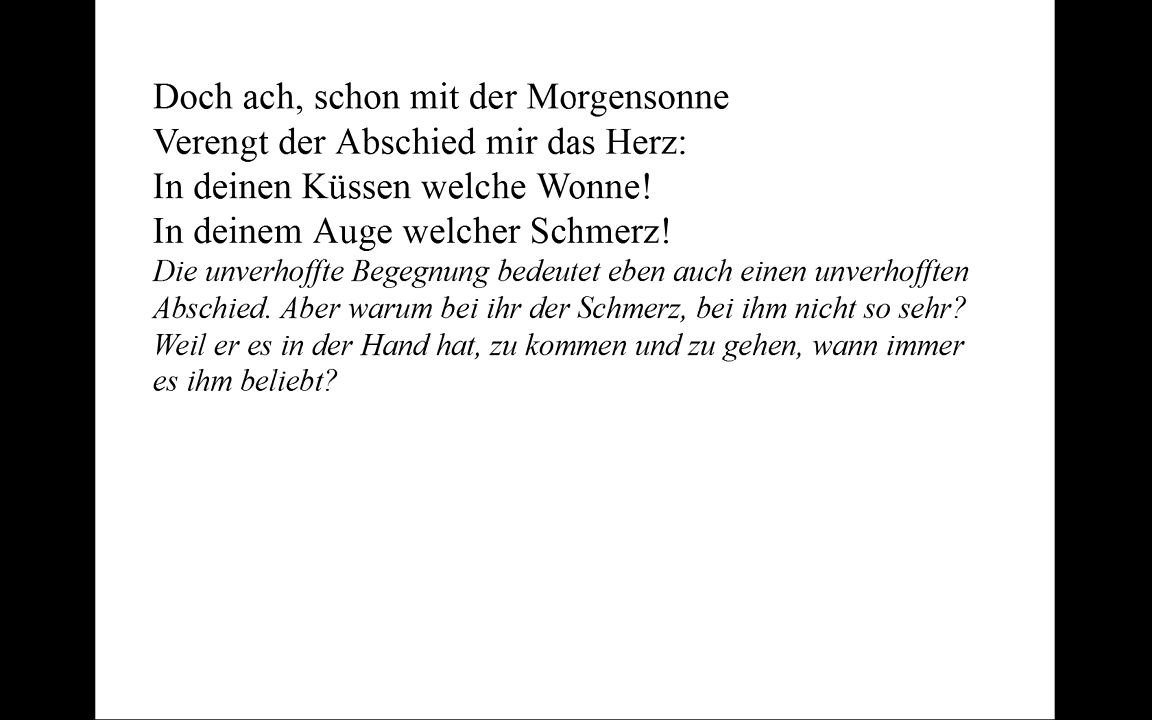 Doch ach, schon mit der Morgensonne
Verengt der Abschied mir das Herz:
In deinen Küssen welche Wonne!
In deinem Auge welcher Schmerz!
Die unverhoffte Begegnung bedeutet eben auch einen unverhofften
Abschied. Aber warum bei ihr der Schmerz, bei ihm nicht so sehr?
Weil er es in der Hand hat, zu kommen und zu gehen, wann immer
es ihm beliebt?